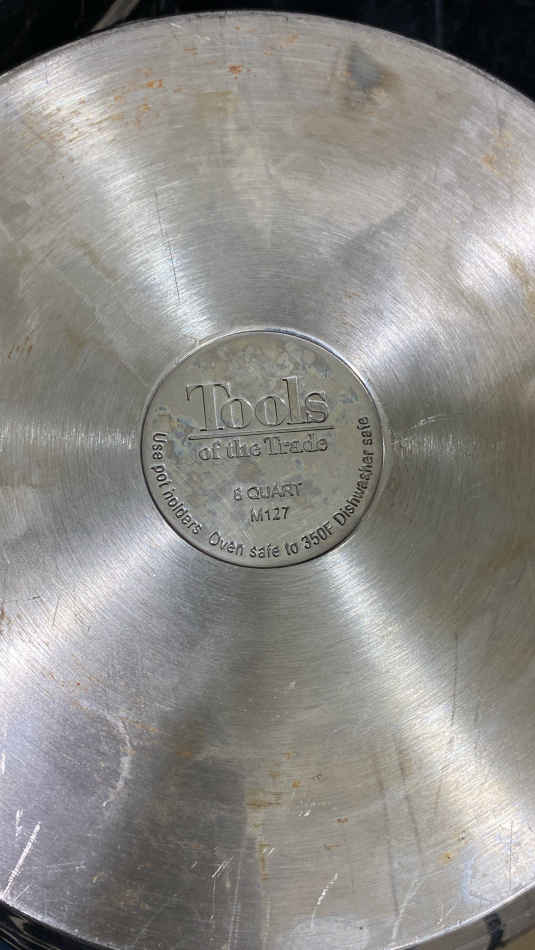 Tools
of the Trade
8 QUART
M127
Use pot holders Oven safe to 350F Dishwasher safe